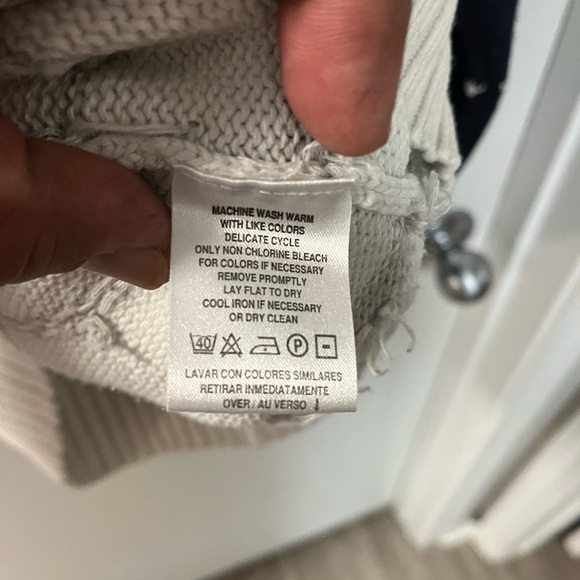 MACHINE WASH WARM
WITH LIKE COLORS
DELICATE CYCLE
ONLY NON CHLORINE BLEACH
FOR COLORS IF NECESSARY
REMOVE PROMPTLY
LAY FLAT TO DRY
COOL IRON IF NECESSARY
OR DRY CLEAN
40 P
LAVAR CON COLORES SIMILARES
RETIRAR INMEDIATAMENTE
OVER / AU VERSO